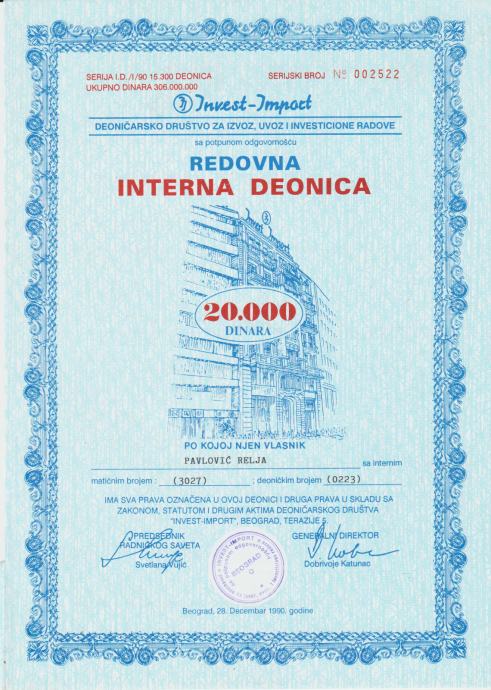 SERIJA I.D./1/90 15.300 DEONICA
UKUPNO DINARA 306.000.000
SERIJSKI BROJ № 002522
Invest-Import
DEONIČARSKO DRUŠTVO ZA IZVOZ, UVOZ I INVESTICIONE RADOVE
sa potpunom odgovornošću
REDOVNA
INTERNA DEONICA
20.000
DINARA
PO KOJOJ NJEN VLASNIK
PAVLOVIĆ RELJA sa internim
matičnim brojem : (3027) ; deoničkim brojem (0223)
IMA SVA PRAVA OZNAČENA U OVOJ DEONICI I DRUGA PRAVA U SKLADU SA
ZAKONOM, STATUTOM I DRUGIM AKTIMA DEONIČARSKOG DRUŠTVA
"INVEST-IMPORT", BEOGRAD, TERAZIJE 5.
PREDSEDNIK
RADNIČKOG SAVETA
Svetlana Vujić
GENERALNI DIREKTOR
Dobrivoje Katunac
INVEST-IMPORT
BEOGRAD
Beograd, 28. Decembar 1990. godine